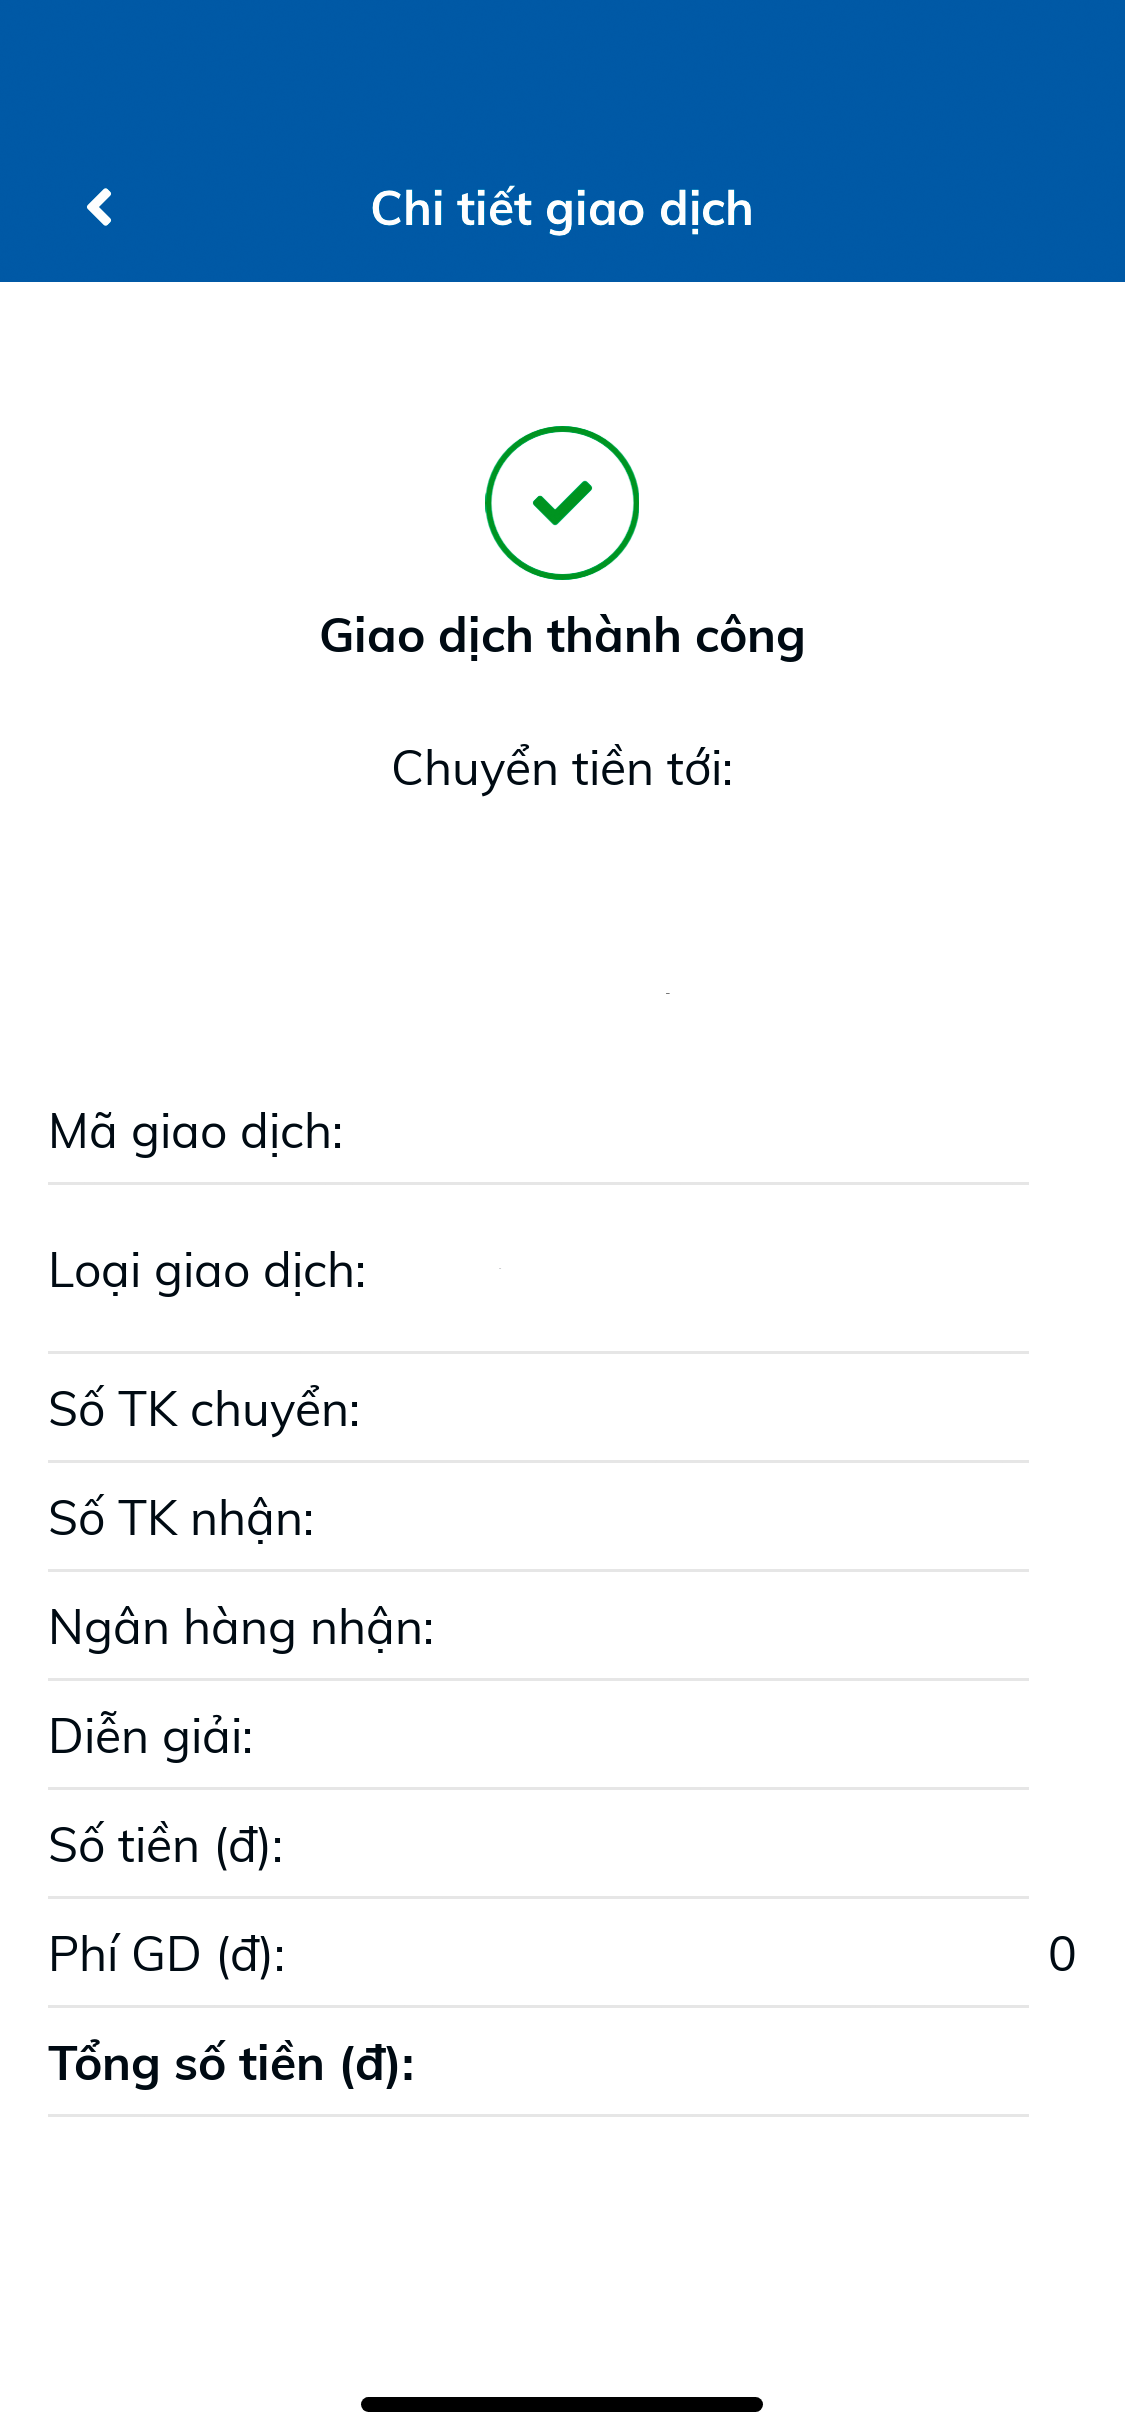 Chi tiết giao dịch
Giao dịch thành công
Chuyển tiền tới:
Mã giao dịch:
Loại giao dịch:
Số TK chuyển:
Số TK nhận:
Ngân hàng nhận:
Diễn giải:
Số tiền (đ):
Phí GD (đ): 0
Tổng số tiền (đ):